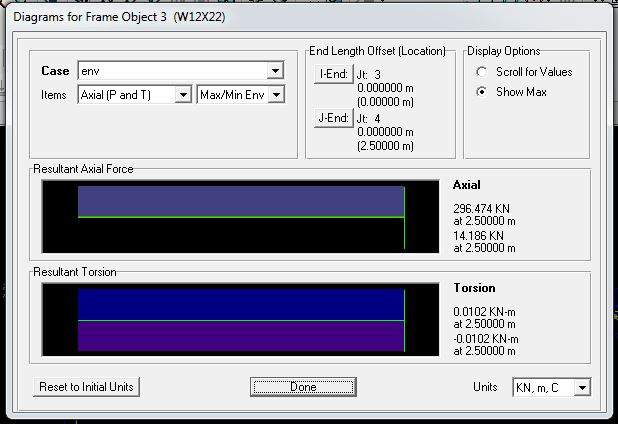 Diagrams for Frame Object 3 (W12X22)
Case env
Items Axial (P and T) Max/Min Env
End Length Offset (Location)
I-End: Jt: 3
0.000000 m
(0.00000 m)
J-End: Jt: 4
0.000000 m
(2.50000 m)
Display Options
Scroll for Values
Show Max
Resultant Axial Force
Axial
296.474 KN
at 2.50000 m
14.186 KN
at 2.50000 m
Resultant Torsion
Torsion
0.0102 KN-m
at 2.50000 m
-0.0102 KN-m
at 2.50000 m
Reset to Initial Units
Done
Units KN, m, C